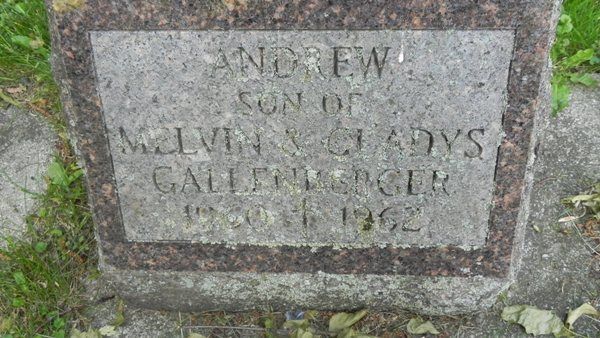 ANDREW
SON OF
MELVIN & GLADYS
GALLENBERGER
1960 † 1962